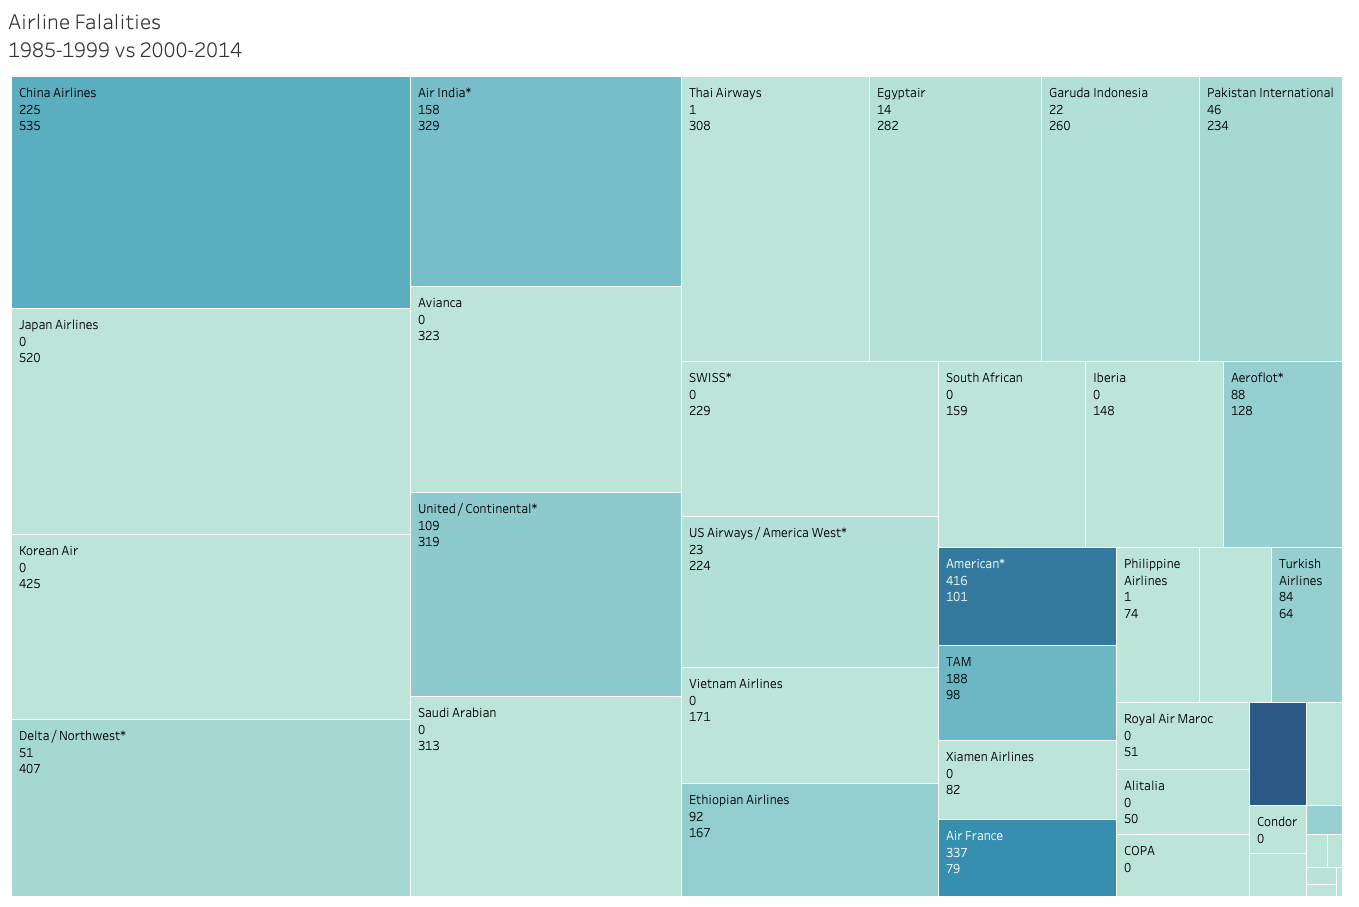 Airline Falalities
1985-1999 vs 2000-2014
China Airlines
225
535
Japan Airlines
0
520
Korean Air
0
425
Delta / Northwest*
51
407
Air India*
158
329
Avianca
0
323
United / Continental*
109
319
Saudi Arabian
0
313
Thai Airways
1
308
Egyptair
14
282
Garuda Indonesia
22
260
Pakistan International
46
234
SWISS*
0
229
US Airways / America West*
23
224
Vietnam Airlines
0
171
Ethiopian Airlines
92
167
South African
0
159
Iberia
0
148
Aeroflot*
88
128
American*
416
101
TAM
188
98
Xiamen Airlines
0
82
Air France
337
79
Philippine
Airlines
1
74
Turkish
Airlines
84
64
Royal Air Maroc
0
51
Alitalia
0
50
COPA
0
Condor
0